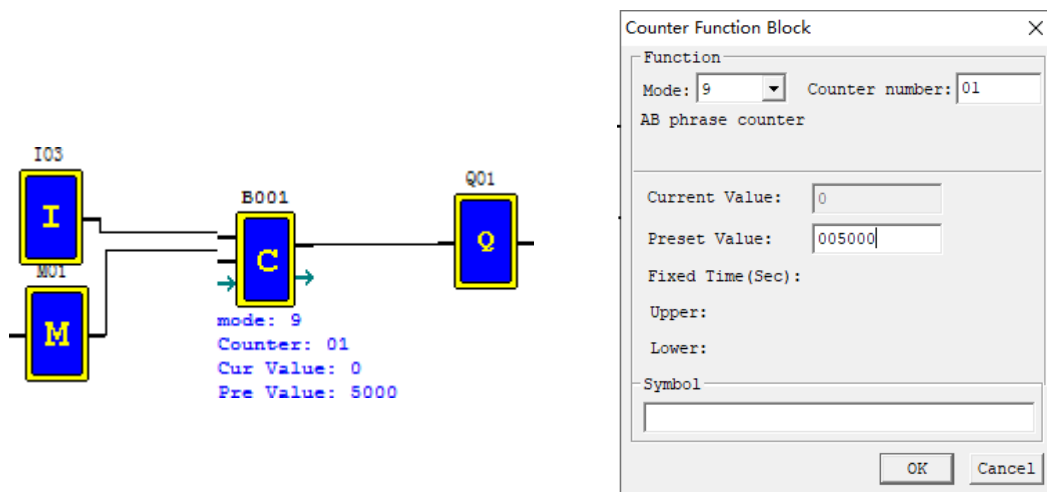 I03
I
M01
M
B001
C
mode: 9
Counter: 01
Cur Value: 0
Pre Value: 5000
Q01
Q
Counter Function Block
Function
Mode: 9 Counter number: 01
AB phrase counter
Current Value: 0
Preset Value: 005000
Fixed Time(Sec):
Upper:
Lower:
Symbol
OK Cancel